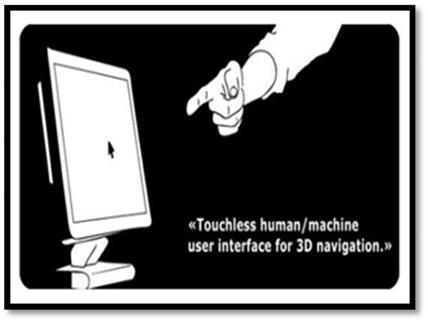 «Touchless human/machine
user interface for 3D navigation.»